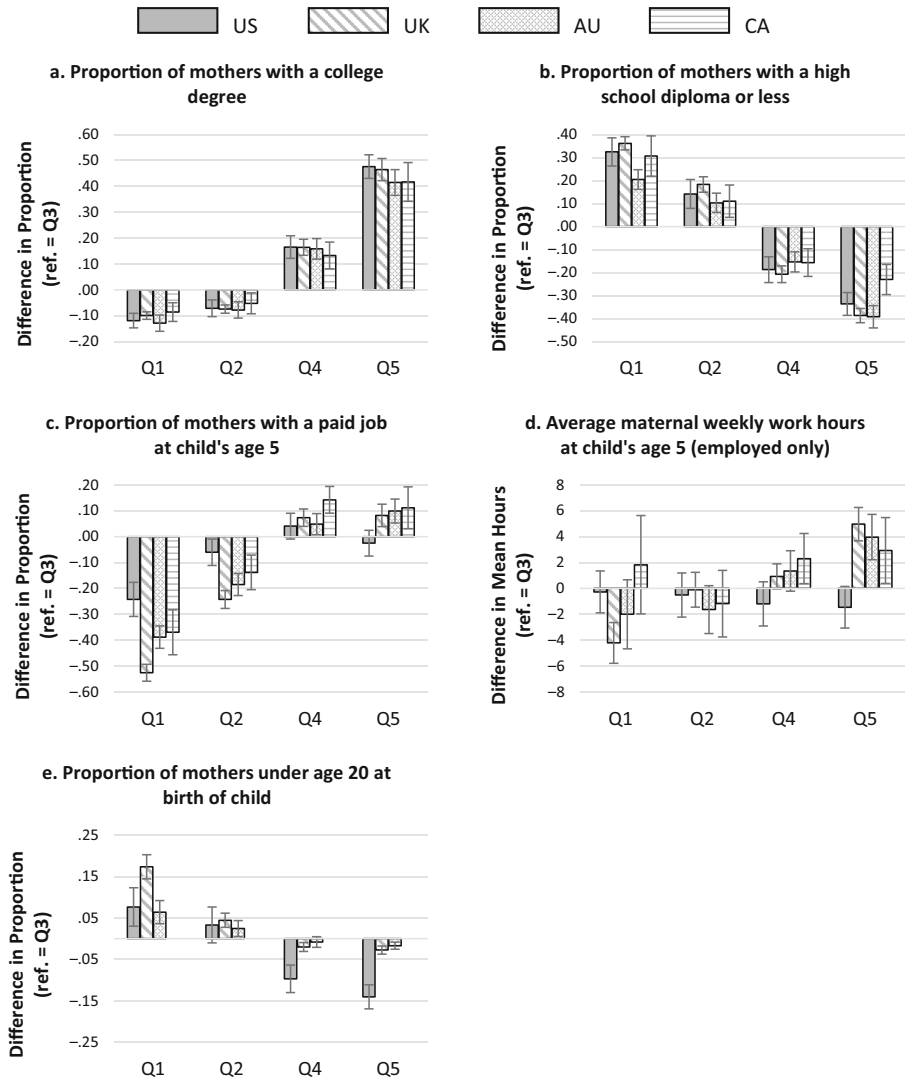 US UK AU CA
a. Proportion of mothers with a college
degree
Difference in Proportion
(ref. = Q3)
.60
.50
.40
.30
.20
.10
.00
−.10
−.20
Q1 Q2 Q4 Q5
b. Proportion of mothers with a high
school diploma or less
Difference in Proportion
(ref. = Q3)
.40
.30
.20
.10
.00
−.10
−.20
−.30
−.40
−.50
Q1 Q2 Q4 Q5
c. Proportion of mothers with a paid job
at child's age 5
Difference in Proportion
(ref. = Q3)
.20
.10
.00
−.10
−.20
−.30
−.40
−.50
−.60
Q1 Q2 Q4 Q5
d. Average maternal weekly work hours
at child's age 5 (employed only)
Difference in Mean Hours
(ref. = Q3)
8
6
4
2
0
−2
−4
−6
−8
Q1 Q2 Q4 Q5
e. Proportion of mothers under age 20 at
birth of child
Difference in Proportion
(ref. = Q3)
.25
.15
.05
−.05
−.15
−.25
Q1 Q2 Q4 Q5